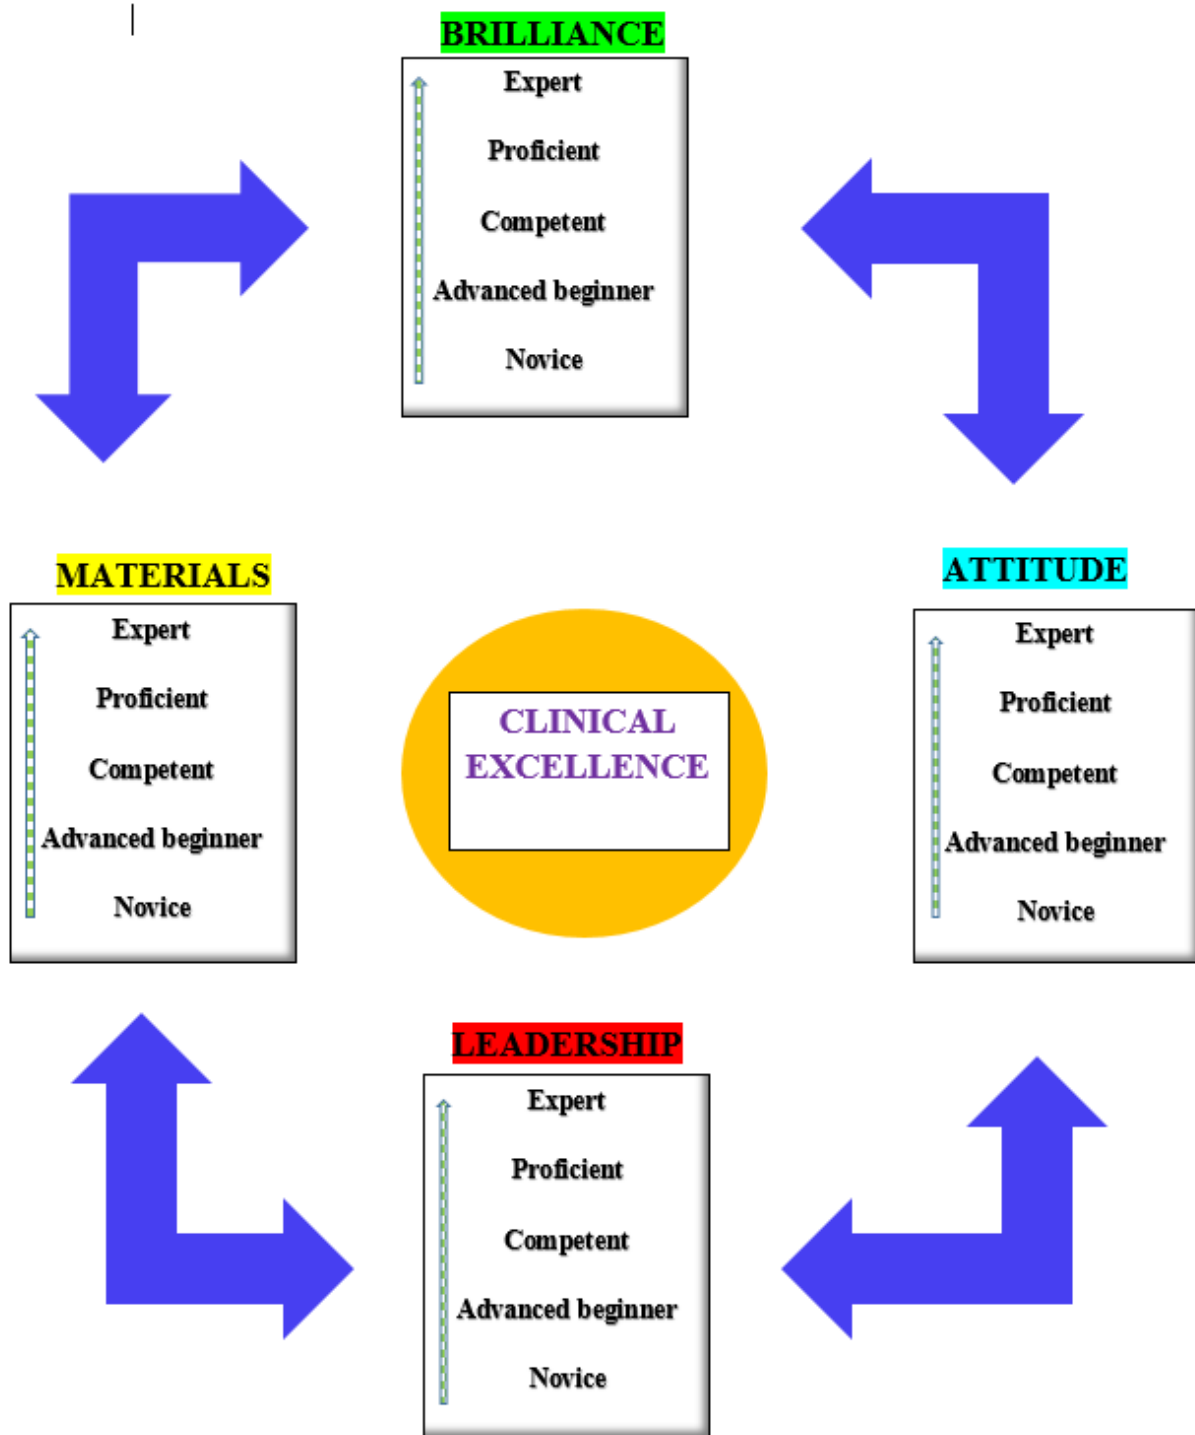 BRILLIANCE
Expert
Proficient
Competent
Advanced beginner
Novice
MATERIALS
Expert
Proficient
Competent
Advanced beginner
Novice
CLINICAL
EXCELLENCE
ATTITUDE
Expert
Proficient
Competent
Advanced beginner
Novice
LEADERSHIP
Expert
Proficient
Competent
Advanced beginner
Novice